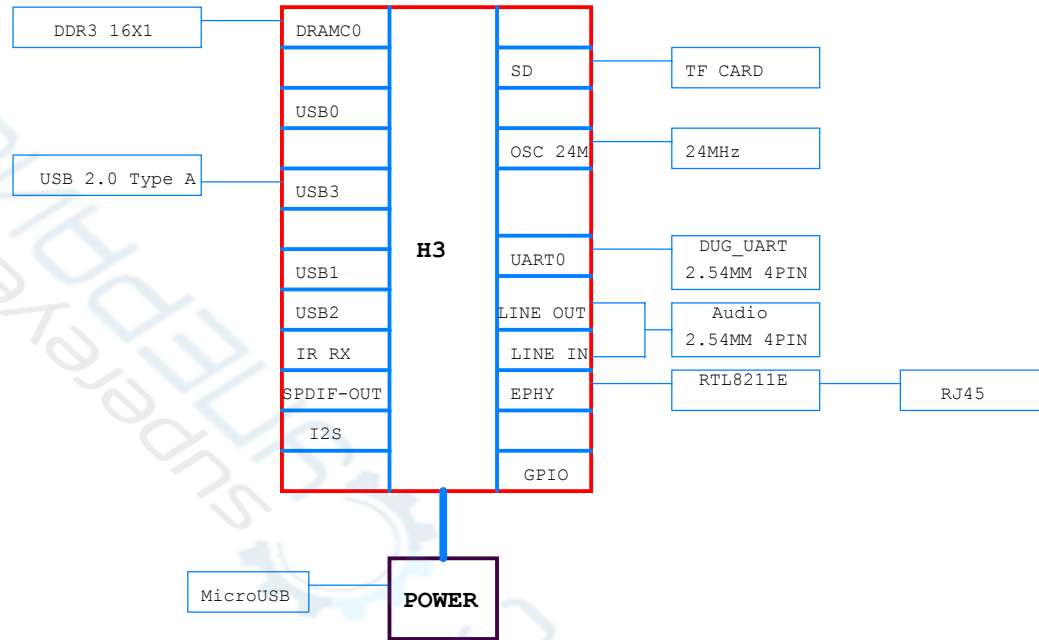 DDR3 16X1
DRAMC0
SD
TF CARD
USB0
OSC 24M
24MHz
USB 2.0 Type A
USB3
H3
UART0
DUG_UART
2.54MM 4PIN
USB1
USB2
LINE OUT
Audio
2.54MM 4PIN
IR RX
LINE IN
SPDIF-OUT
EPHY
RTL8211E
RJ45
I2S
GPIO
MicroUSB
POWER